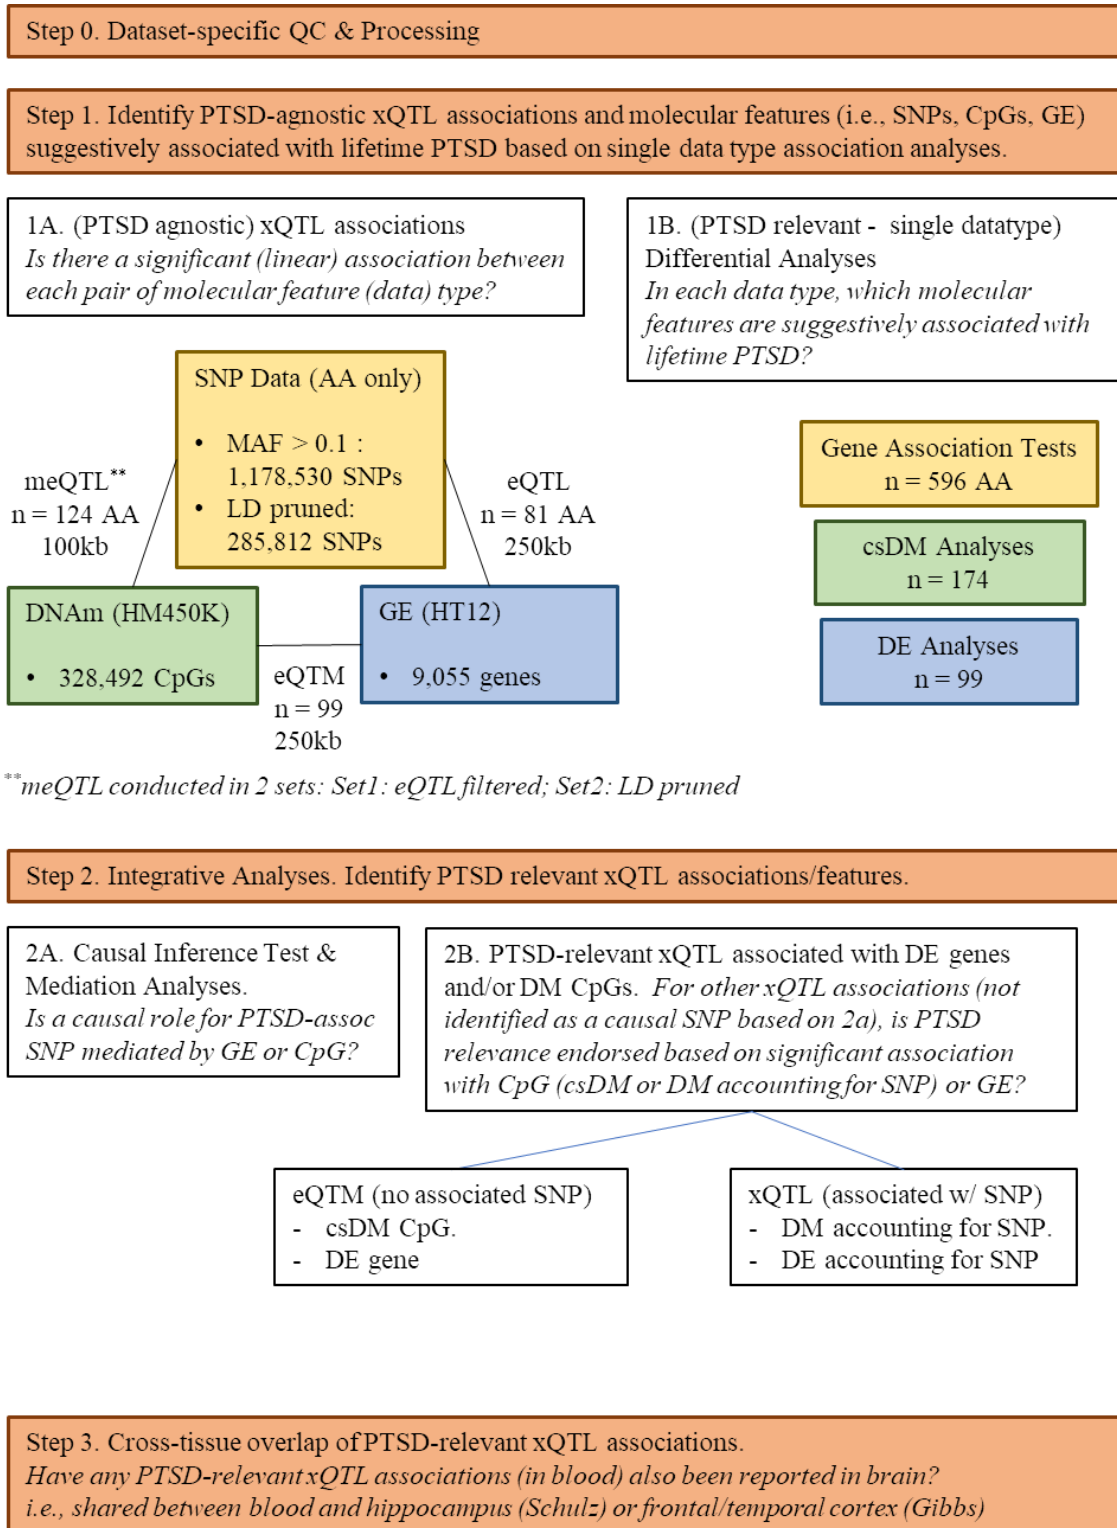 Step 0. Dataset-specific QC & Processing
Step 1. Identify PTSD-agnostic xQTL associations and molecular features (i.e., SNPs, CpGs, GE)
suggestively associated with lifetime PTSD based on single data type association analyses.
1A. (PTSD agnostic) xQTL associations
Is there a significant (linear) association between
each pair of molecular feature (data) type?
1B. (PTSD relevant - single datatype)
Differential Analyses
In each data type, which molecular
features are suggestively associated with
lifetime PTSD?
SNP Data (AA only)
• MAF > 0.1 :
1,178,530 SNPs
• LD pruned:
285,812 SNPs
meQTL**
n = 124 AA
100kb
eQTL
n = 81 AA
250kb
DNAm (HM450K)
• 328,492 CpGs
eQTM
n = 99
250kb
GE (HT12)
• 9,055 genes
Gene Association Tests
n = 596 AA
csDM Analyses
n = 174
DE Analyses
n = 99
**meQTL conducted in 2 sets: Set1: eQTL filtered; Set2: LD pruned
Step 2. Integrative Analyses. Identify PTSD relevant xQTL associations/features.
2A. Causal Inference Test &
Mediation Analyses.
Is a causal role for PTSD-assoc
SNP mediated by GE or CpG?
2B. PTSD-relevant xQTL associated with DE genes
and/or DM CpGs. For other xQTL associations (not
identified as a causal SNP based on 2a), is PTSD
relevance endorsed based on significant association
with CpG (csDM or DM accounting for SNP) or GE?
eQTM (no associated SNP)
- csDM CpG.
- DE gene
xQTL (associated w/ SNP)
- DM accounting for SNP.
- DE accounting for SNP
Step 3. Cross-tissue overlap of PTSD-relevant xQTL associations.
Have any PTSD-relevant xQTL associations (in blood) also been reported in brain?
i.e., shared between blood and hippocampus (Schulz) or frontal/temporal cortex (Gibbs)